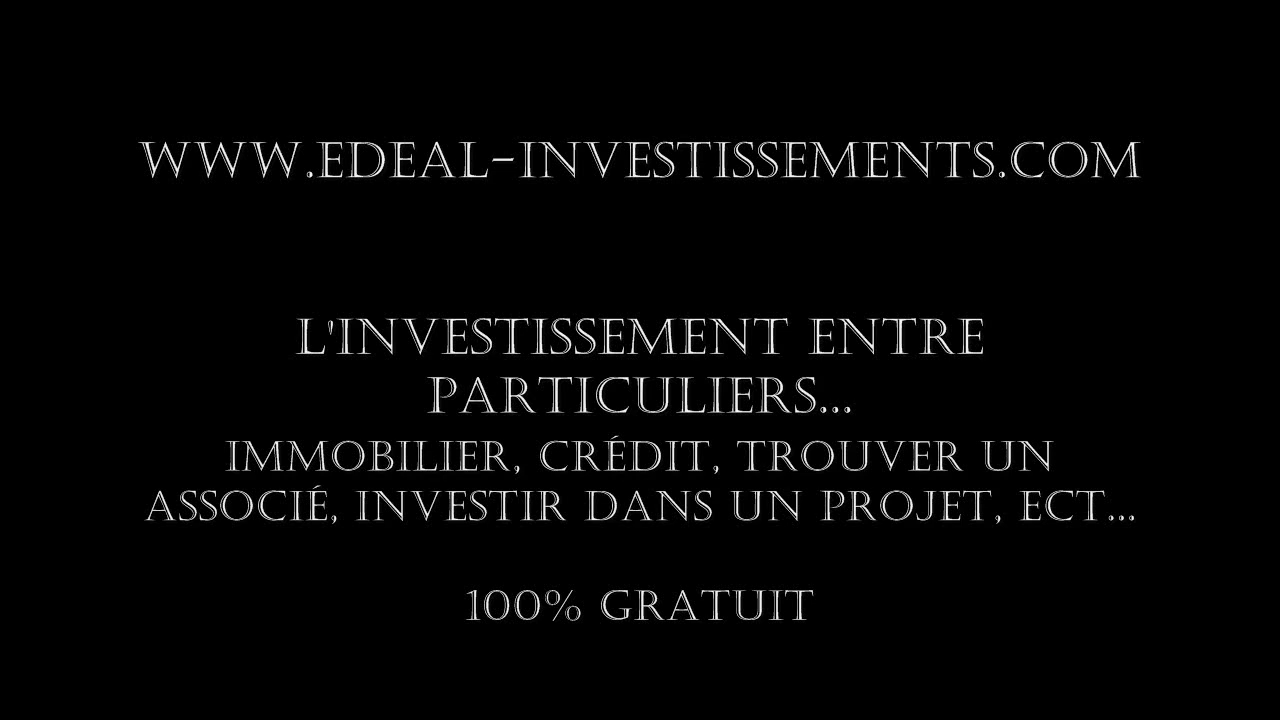 WWW.EDEAL-INVESTISSEMENTS.COM
L'INVESTISSEMENT ENTRE
PARTICULIERS...
IMMOBILIER, CRÉDIT, TROUVER UN
ASSOCIÉ, INVESTIR DANS UN PROJET, ECT...
100% GRATUIT